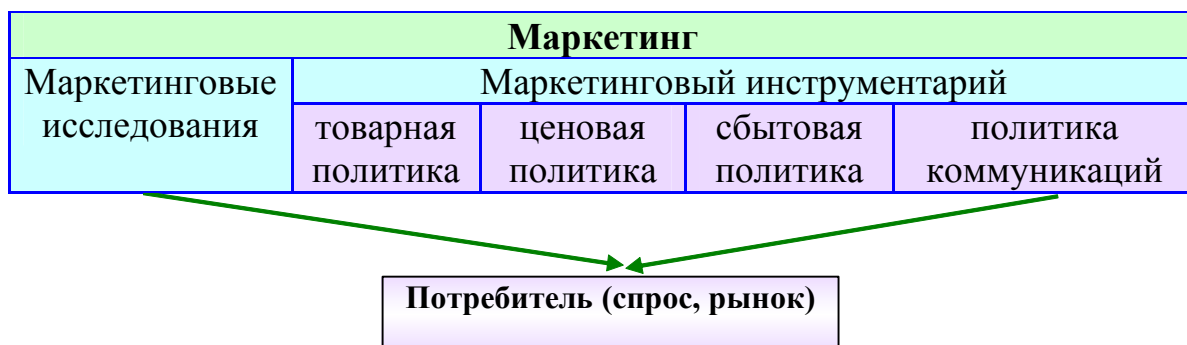 Маркетинг
Маркетинговые
исследования
Маркетинговый инструментарий
товарная
политика
ценовая
политика
сбытовая
политика
политика
коммуникаций
Потребитель (спрос, рынок)